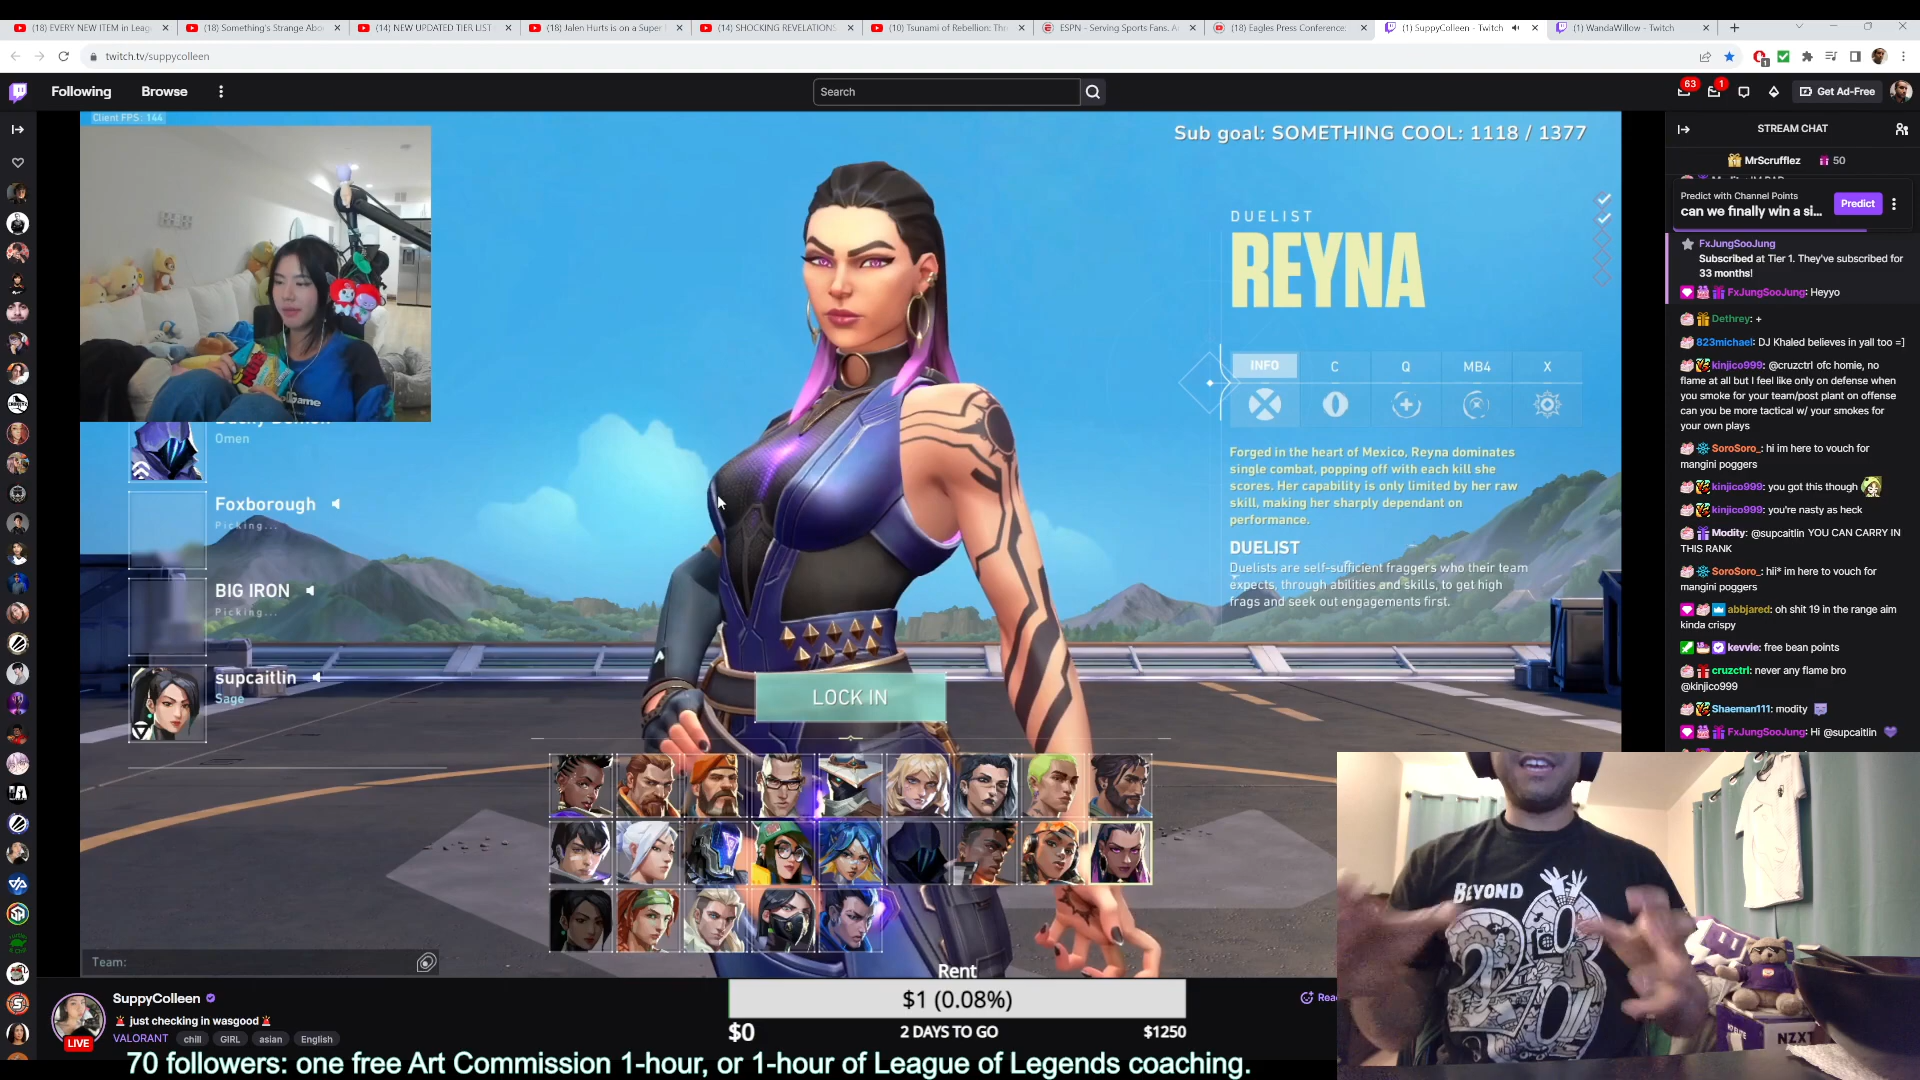 (18) EVERY NEW ITEM in Leag
(18) Something's Strange Abo
(14) NEW UPDATED TIER LIST
(18) Jalen Hurts is on a Super
(14) SHOCKING REVELATIONS
(10) Tsunami of Rebellion: Thr
ESPN - Serving Sports Fans. A
(18) Eagles Press Conference:
(1) SuppyColleen - Twitch
(1) WandaWillow - Twitch
twitch.tv/suppycolleen
Following
Browse
Search
63
1
Get Ad-Free
Client FPS: 144
Sub goal: SOMETHING COOL: 1118 / 1377
DUELIST
REYNA
INFO
C
Q
MB4
X
Forged in the heart of Mexico, Reyna dominates
single combat, popping off with each kill she
scores. Her capability is only limited by her raw
skill, making her sharply dependant on
performance.
DUELIST
Duelists are self-sufficient fraggers who their team
expects, through abilities and skills, to get high
frags and seek out engagements first.
Omen
Foxborough
Picking...
BIG IRON
Picking...
supcaitlin
Sage
LOCK IN
Team:
STREAM CHAT
MrScrufflez 50
Predict with Channel Points
can we finally win a si...
Predict
FxJungSooJung
Subscribed at Tier 1. They've subscribed for
33 months!
FxJungSooJung: Heyyo
Dethrey: +
823michael: DJ Khaled believes in yall too =]
kinjico999: @cruzctrl ofc homie, no
flame at all but I feel like only on defense when
you smoke for your team/post plant on offense
can you be more tactical w/ your smokes for
your own plays
SoroSoro_: hi im here to vouch for
mangini poggers
kinjico999: you got this though
kinjico999: you're nasty as heck
Modity: @supcaitlin YOU CAN CARRY IN
THIS RANK
SoroSoro_: hii* im here to vouch for
mangini poggers
abbjared: oh shit 19 in the range aim
kinda crispy
kevvie: free bean points
cruzctrl: never any flame bro
@kinjico999
Shaeman111: modity
FxJungSooJung: Hi @supcaitlin
BEYOND
NZXT
SuppyColleen
just checking in wasgood
VALORANT
chill
GIRL
asian
English
LIVE
Rent
$1 (0.08%)
$0
2 DAYS TO GO
$1250
70 followers: one free Art Commission 1-hour, or 1-hour of League of Legends coaching.